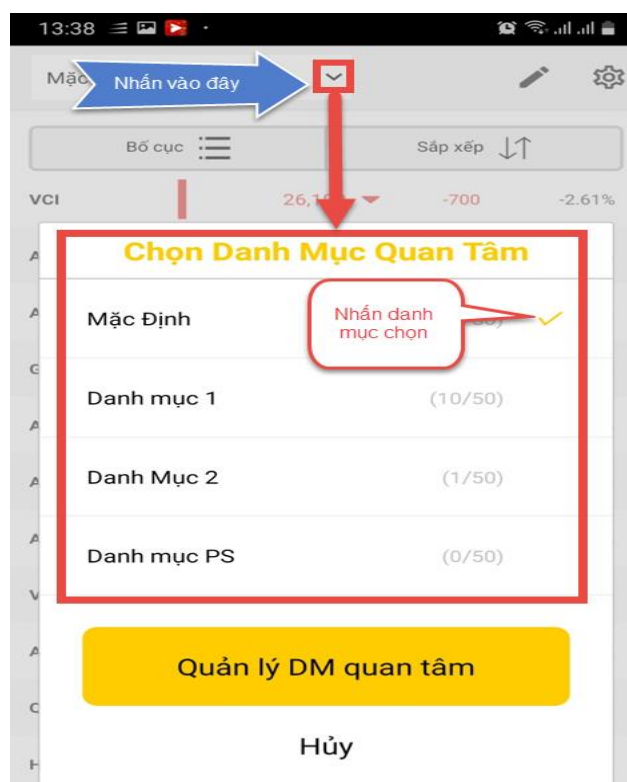 13:38
Mặc
Nhấn vào đây
Bố cục
Sắp xếp
VCI
-700
-2.61%
Chọn Danh Mục Quan Tâm
Mặc Định
Nhấn danh
mục chọn
Danh mục 1
(10/50)
Danh Mục 2
(1/50)
Danh mục PS
(0/50)
Quản lý DM quan tâm
Hủy